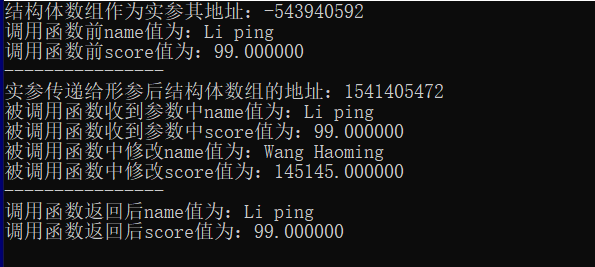 结构体数组作为实参其地址：-543940592
调用函数前name值为：Li ping
调用函数前score值为：99.000000
----------------
实参传递给形参后结构体数组的地址：1541405472
被调用函数收到参数中name值为：Li ping
被调用函数收到参数中score值为：99.000000
被调用函数中修改name值为：Wang Haoming
被调用函数中修改score值为：145145.000000
----------------
调用函数返回后name值为：Li ping
调用函数返回后score值为：99.000000